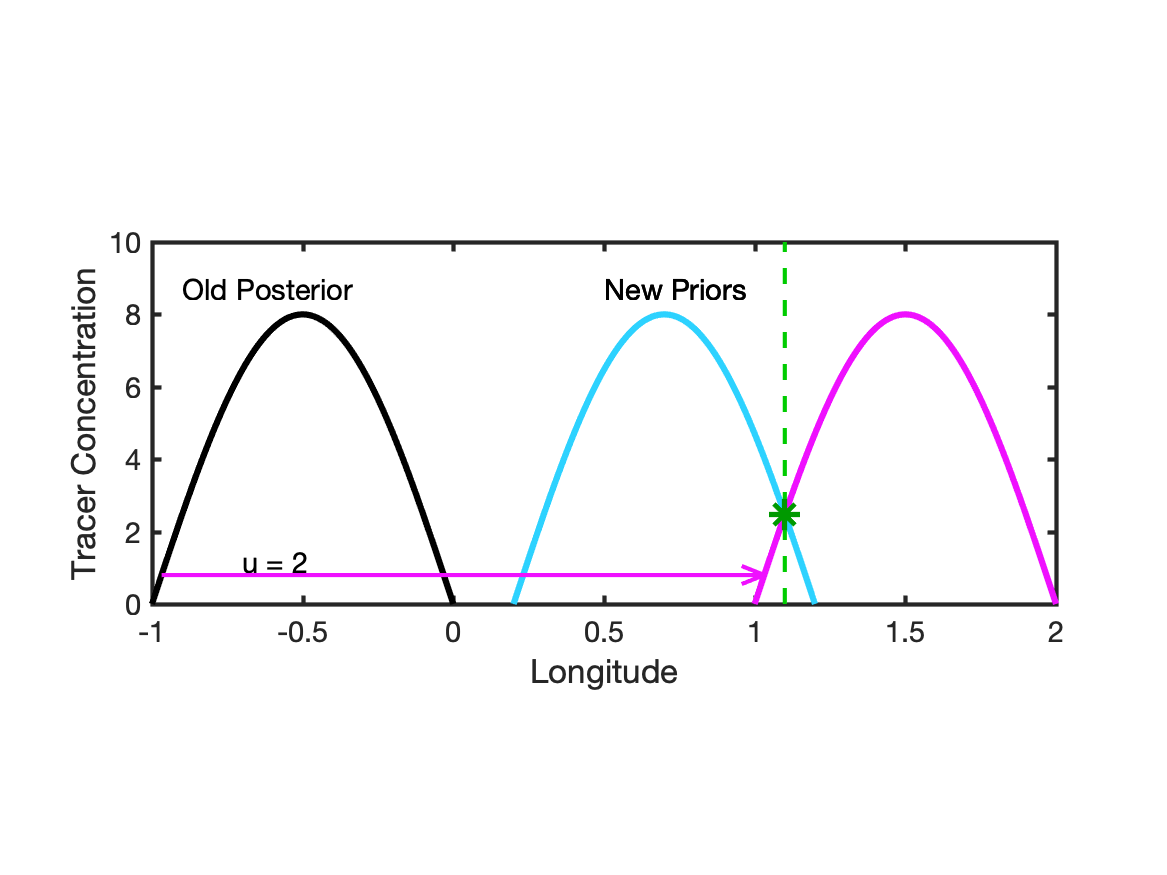 10
Old Posterior
New Priors
8
6
4
2
0
Tracer Concentration
u = 2
-1
-0.5
0
0.5
1
1.5
2
Longitude